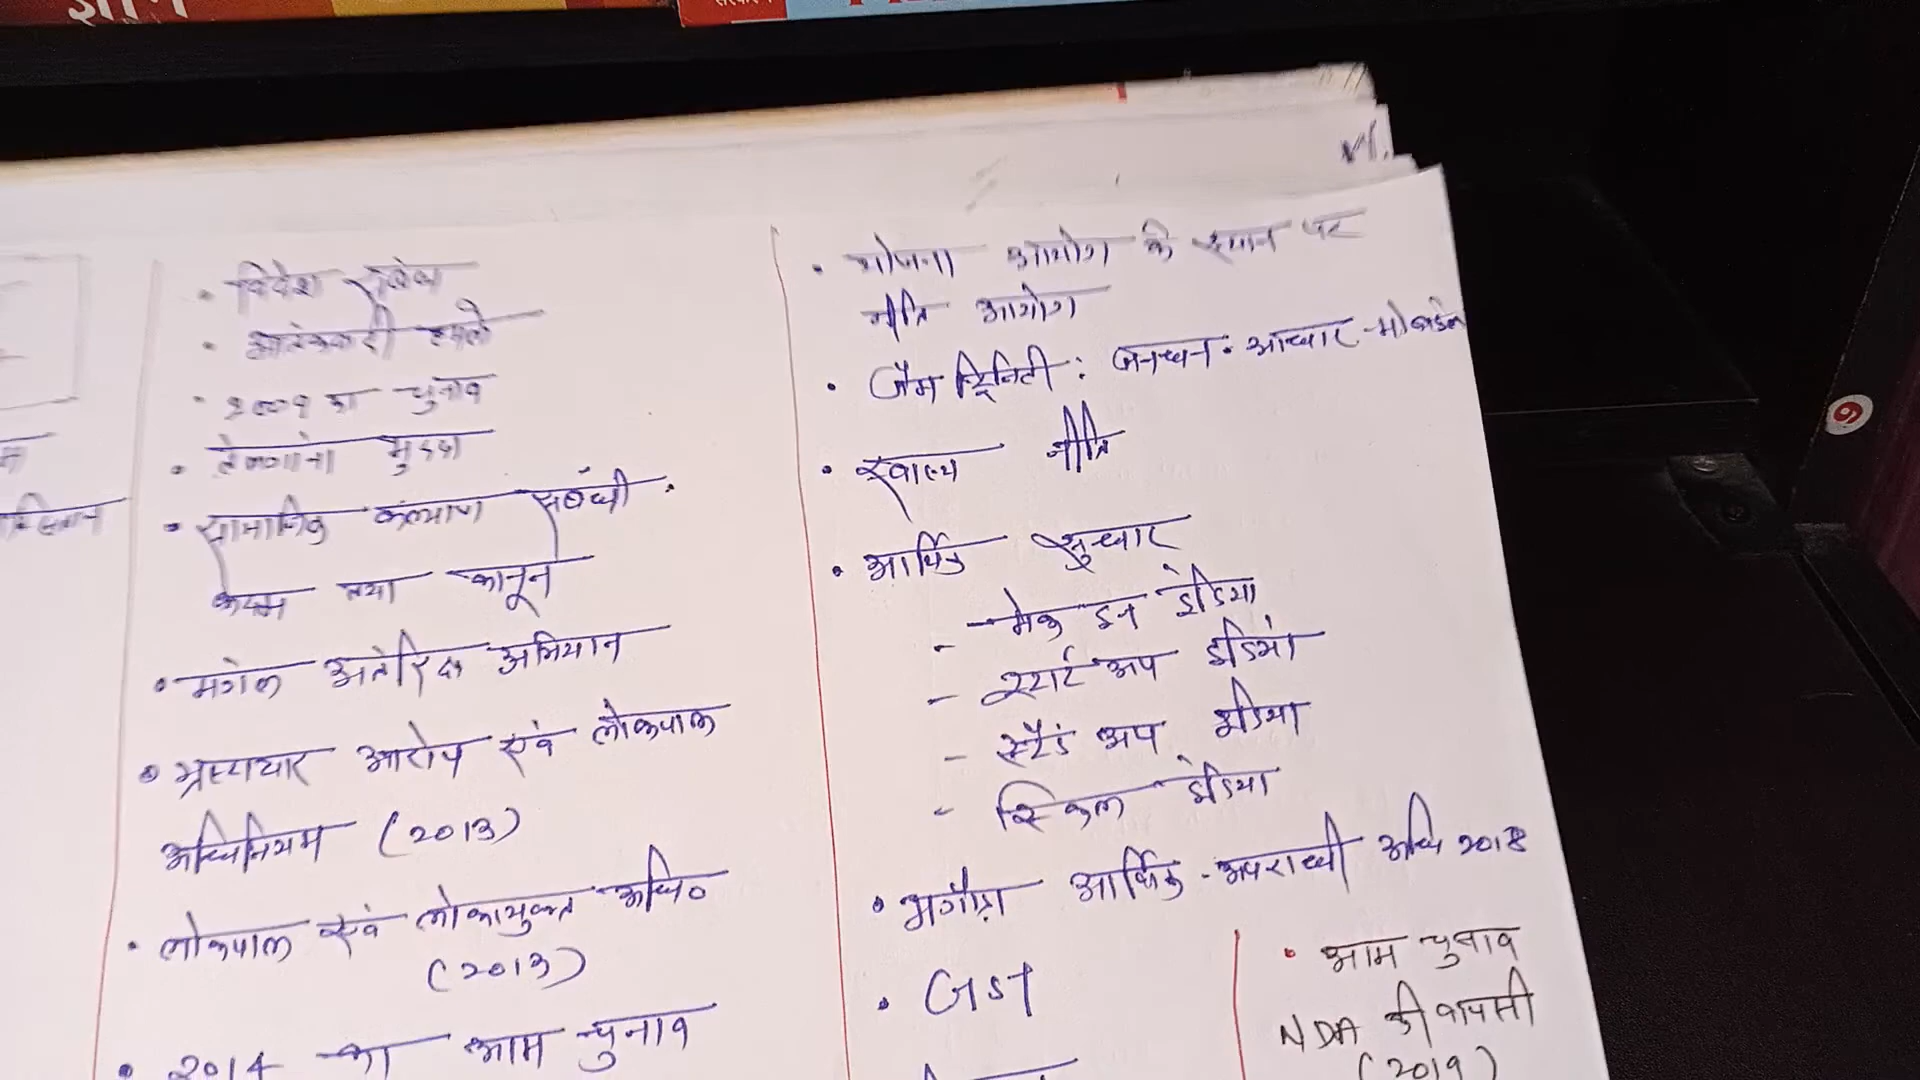 ज्ञान
विदेश संबंध
आतंकवादी हमले
2009 का चुनाव
तेलंगाना मुद्दा
सामाजिक कल्याण संबंधी
कदम तथा कानून
मंगल अंतरिक्ष अभियान
भ्रष्टाचार आरोप एवं लोकपाल
अधिनियम (2013)
लोकपाल एवं लोकायुक्त अधि०
(2013)
2014 का आम चुनाव
योजना आयोग के स्थान पर
नीति आयोग
जैम ट्रिनिटी: जनधन-आधार-मोबाईल
स्वास्थ्य नीति
आर्थिक सुधार
- मेक इन इंडिया
- स्टार्ट अप इंडिया
- स्टैंड अप इंडिया
- स्किल इंडिया
भगौड़ा आर्थिक-अपराधी अधि 2018
GST
आम चुनाव
NDA की वापसी
(2019)